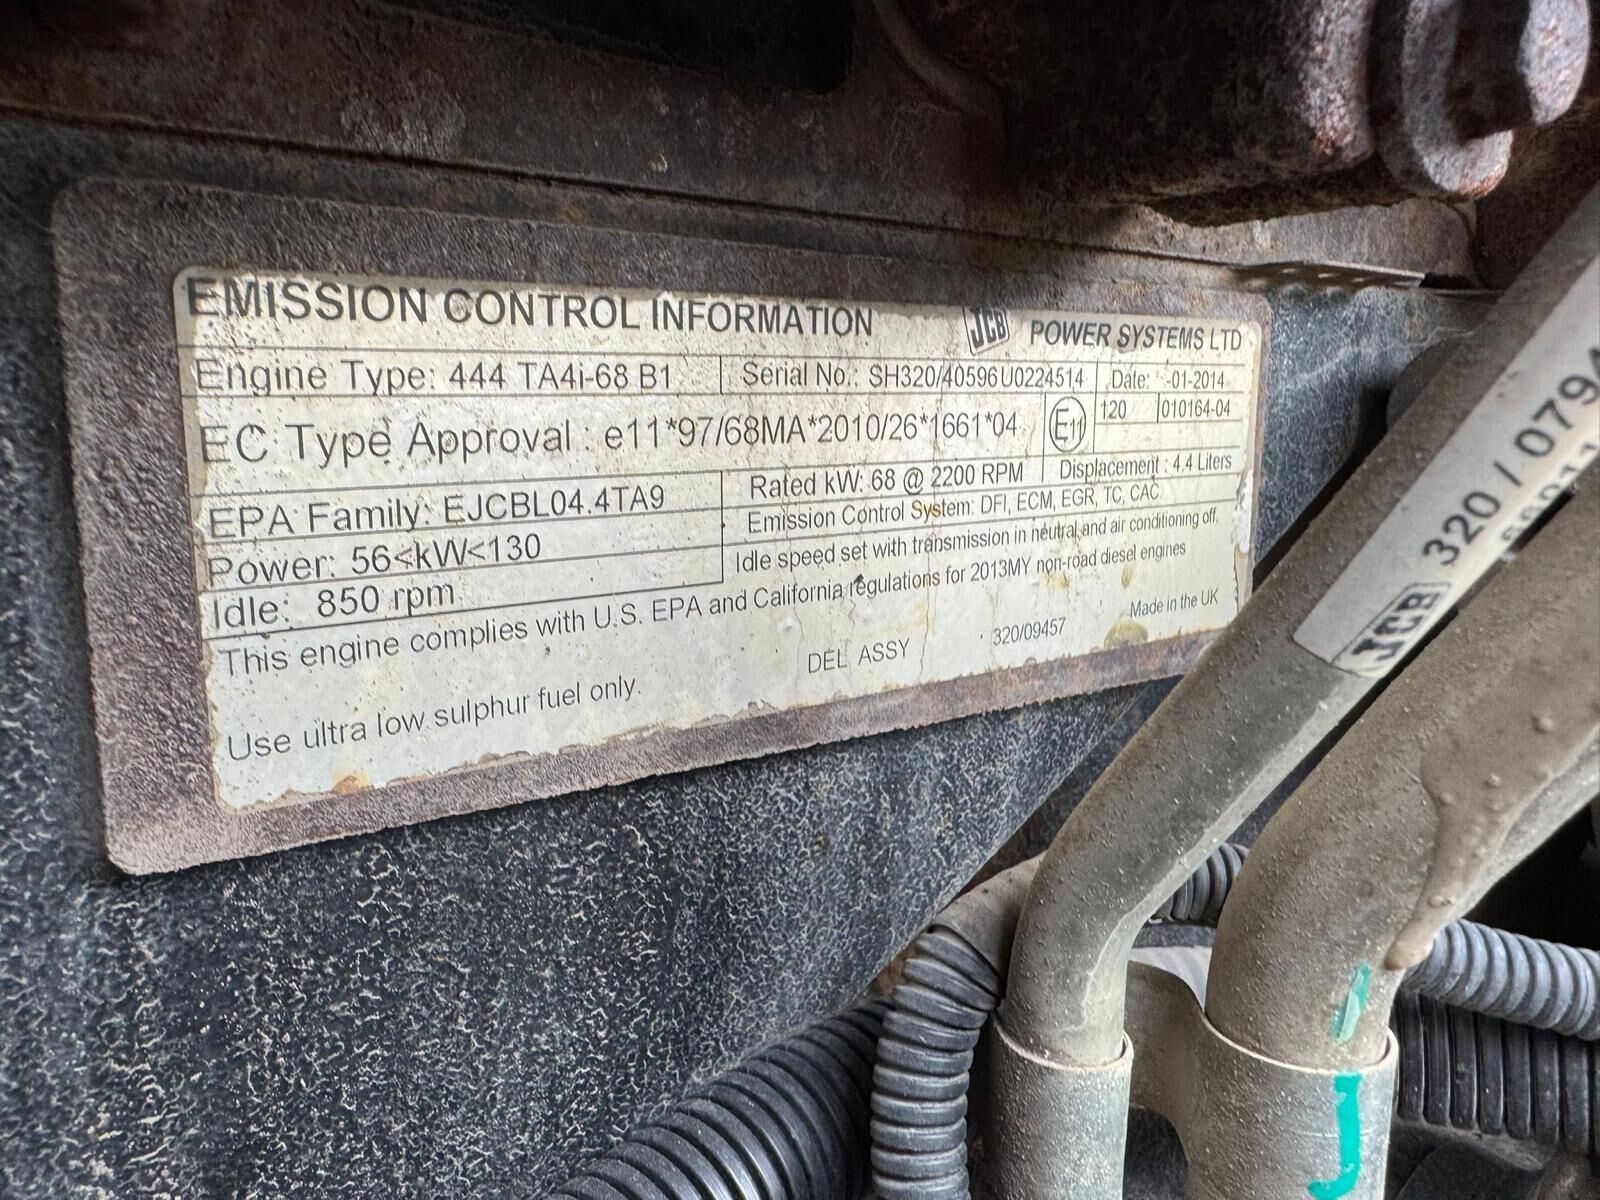 EMISSION CONTROL INFORMATION JCB POWER SYSTEMS LTD
Engine Type: 444 TA4i-68 B1 Serial No.: SH320/40596U0224514 Date: -01-2014
EC Type Approval : e11*97/68MA*2010/26*1661*04 E11 120 010164-04
EPA Family: EJCBL04.4TA9 Rated kW: 68 @ 2200 RPM Displacement : 4.4 Liters
Power: 56<kW<130 Emission Control System: DFI, ECM, EGR, TC, CAC
Idle: 850 rpm Idle speed set with transmission in neutral and air conditioning off.
This engine complies with U.S. EPA and California regulations for 2013MY non-road diesel engines
Use ultra low sulphur fuel only. DEL ASSY 320/09457 Made in the UK
JCB 320/0794
J